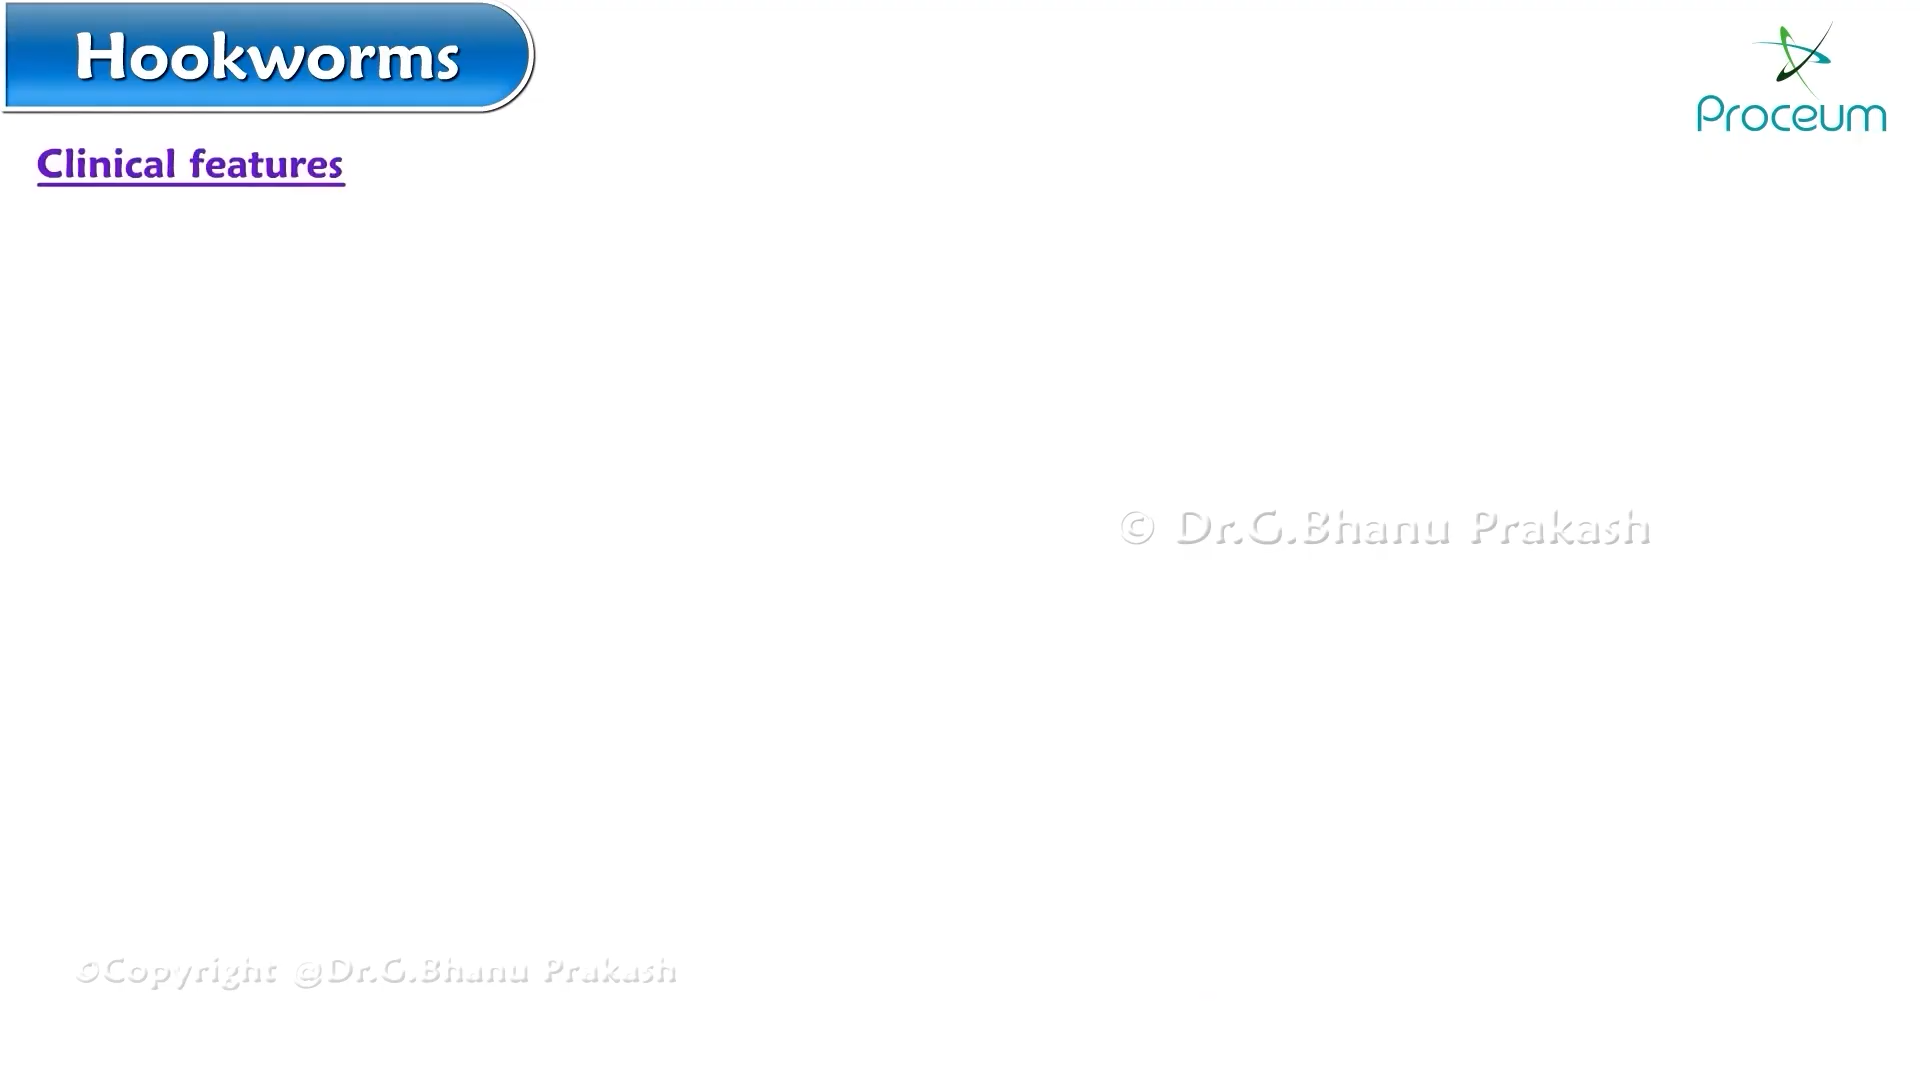 Hookworms
Proceum
Clinical features
© Dr.G.Bhanu Prakash
©Copyright @Dr.G.Bhanu Prakash